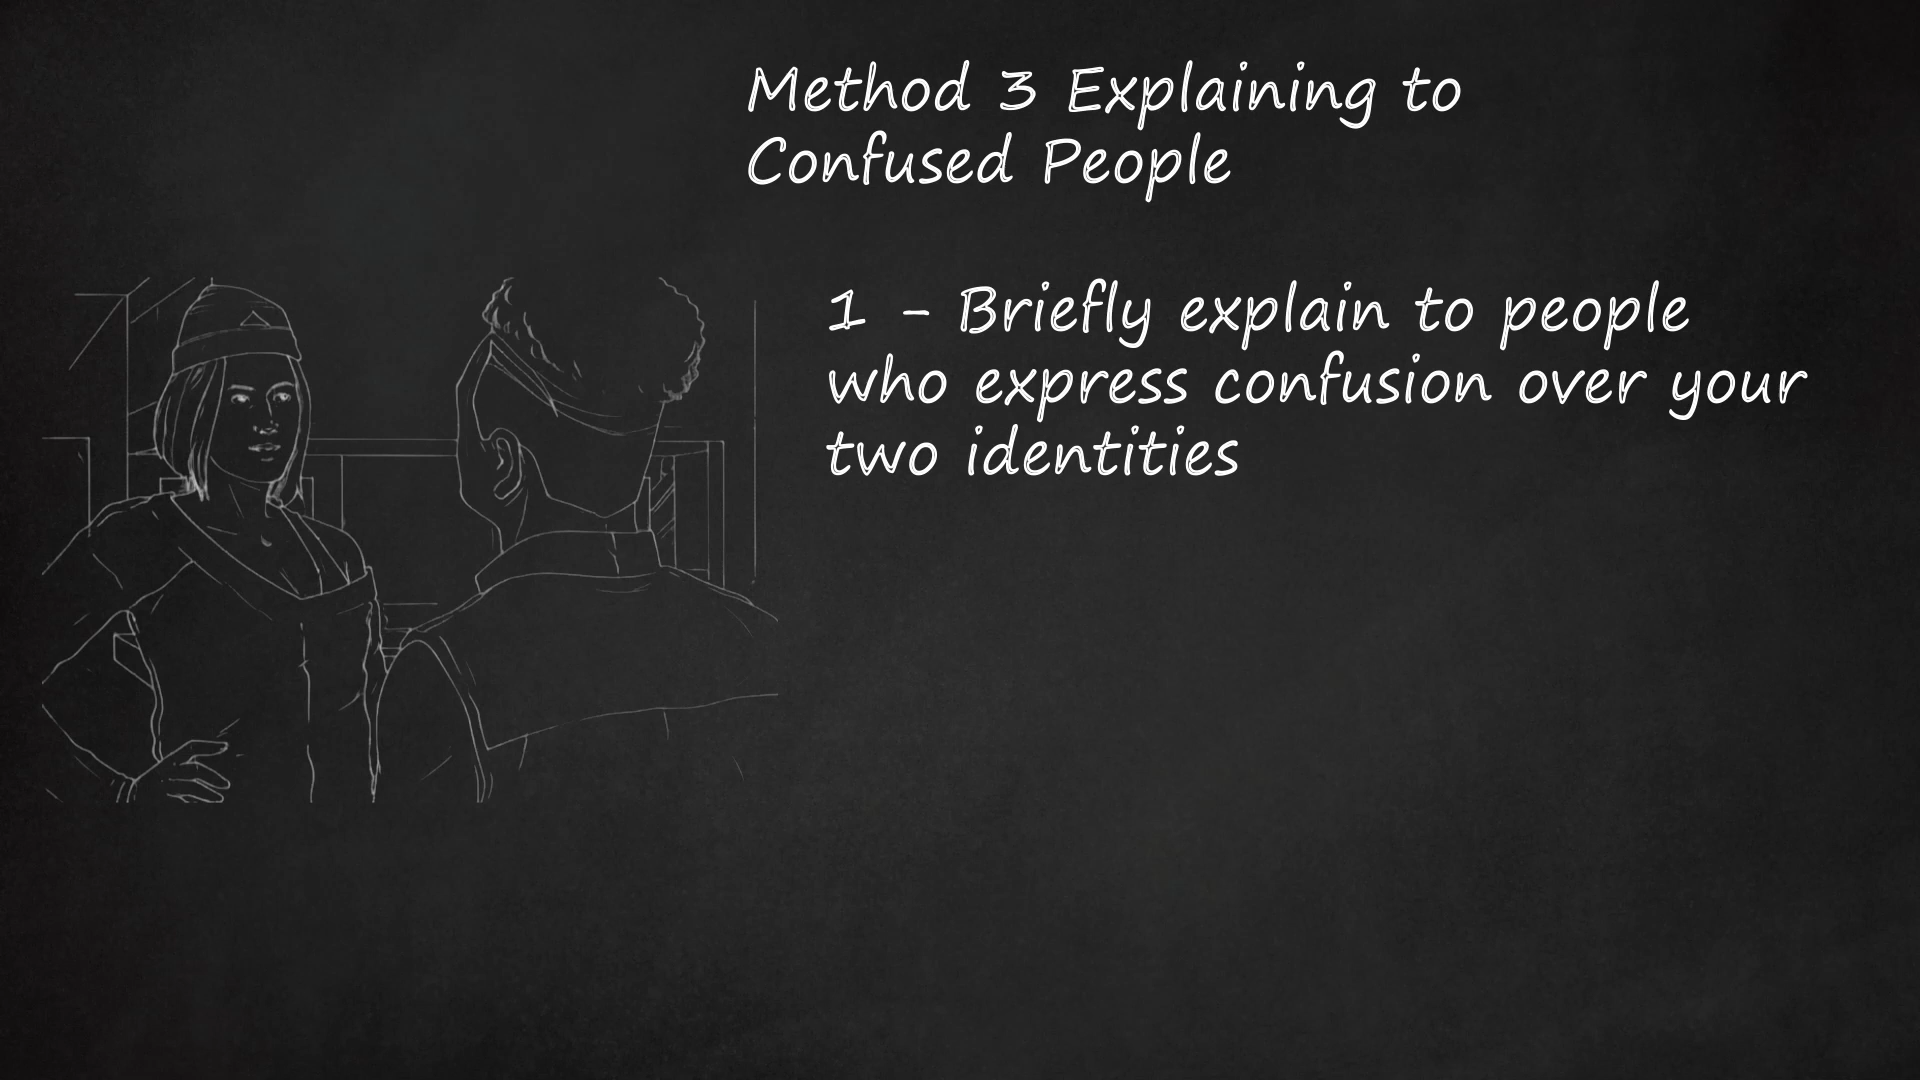 Method 3 Explaining to
Confused People
1 - Briefly explain to people
who express confusion over your
two identities